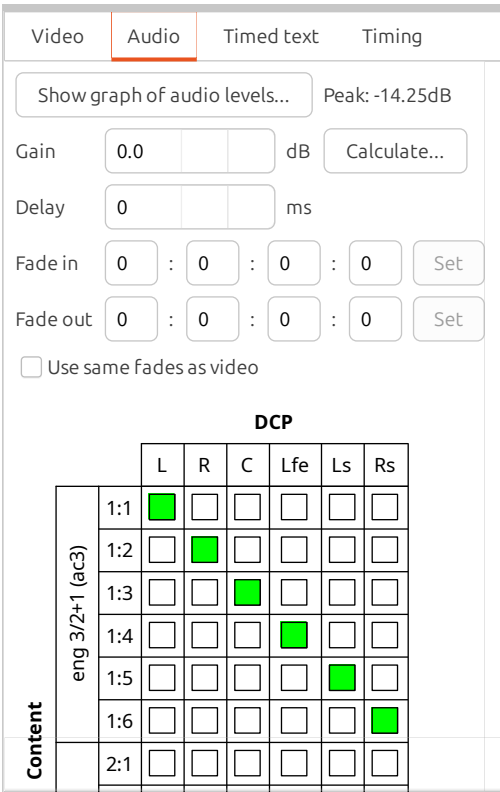 Video Audio Timed text Timing
Show graph of audio levels... Peak: -14.25dB
Gain 0.0 dB Calculate...
Delay 0 ms
Fade in 0 : 0 : 0 : 0 Set
Fade out 0 : 0 : 0 : 0 Set
Use same fades as video
DCP
L R C Lfe Ls Rs
Content
eng 3/2+1 (ac3)
1:1
1:2
1:3
1:4
1:5
1:6
2:1